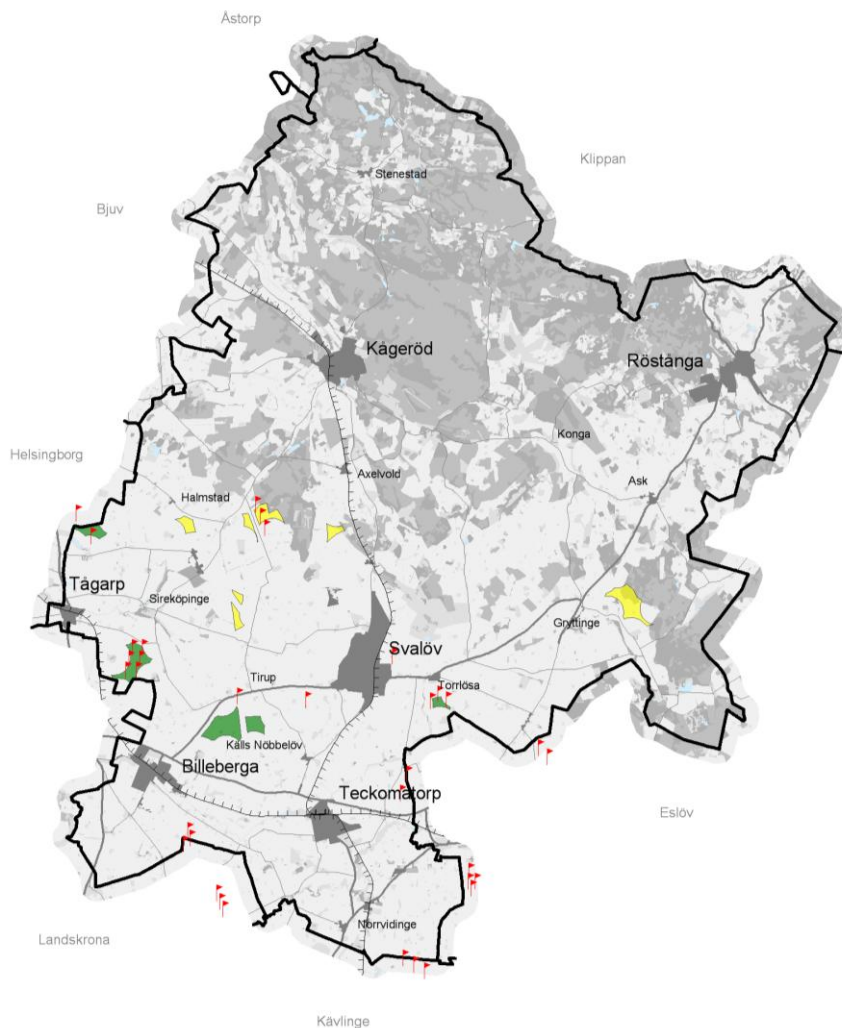 Åstorp
Klippan
Stenestad
Bjuv
Kågeröd
Röstånga
Konga
Helsingborg
Axelvold
Ask
Halmstad
Tågarp
Sireköpinge
Gryttinge
Svalöv
Tirup
Torrlösa
Källs Nöbbelöv
Billeberga
Teckomatorp
Eslöv
Norrvidinge
Landskrona
Kävlinge